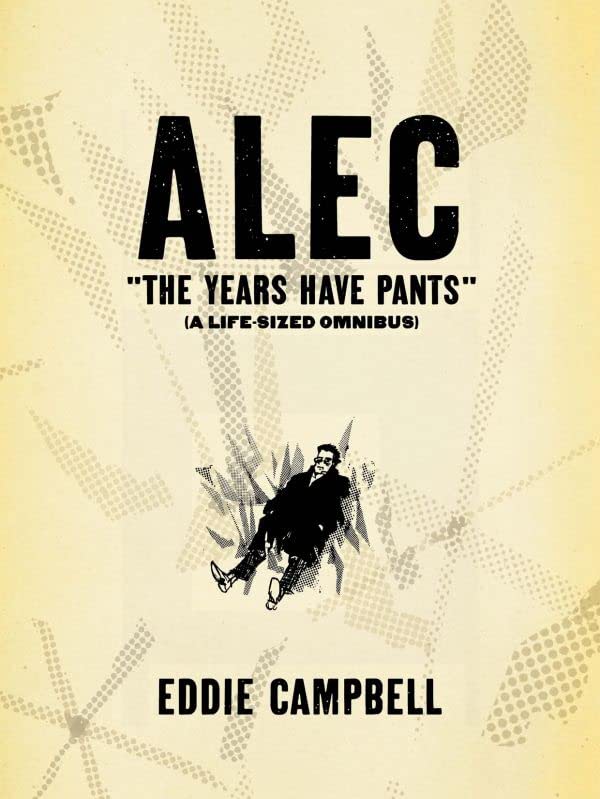 ALEC
"THE YEARS HAVE PANTS"
(A LIFE-SIZED OMNIBUS)
EDDIE CAMPBELL